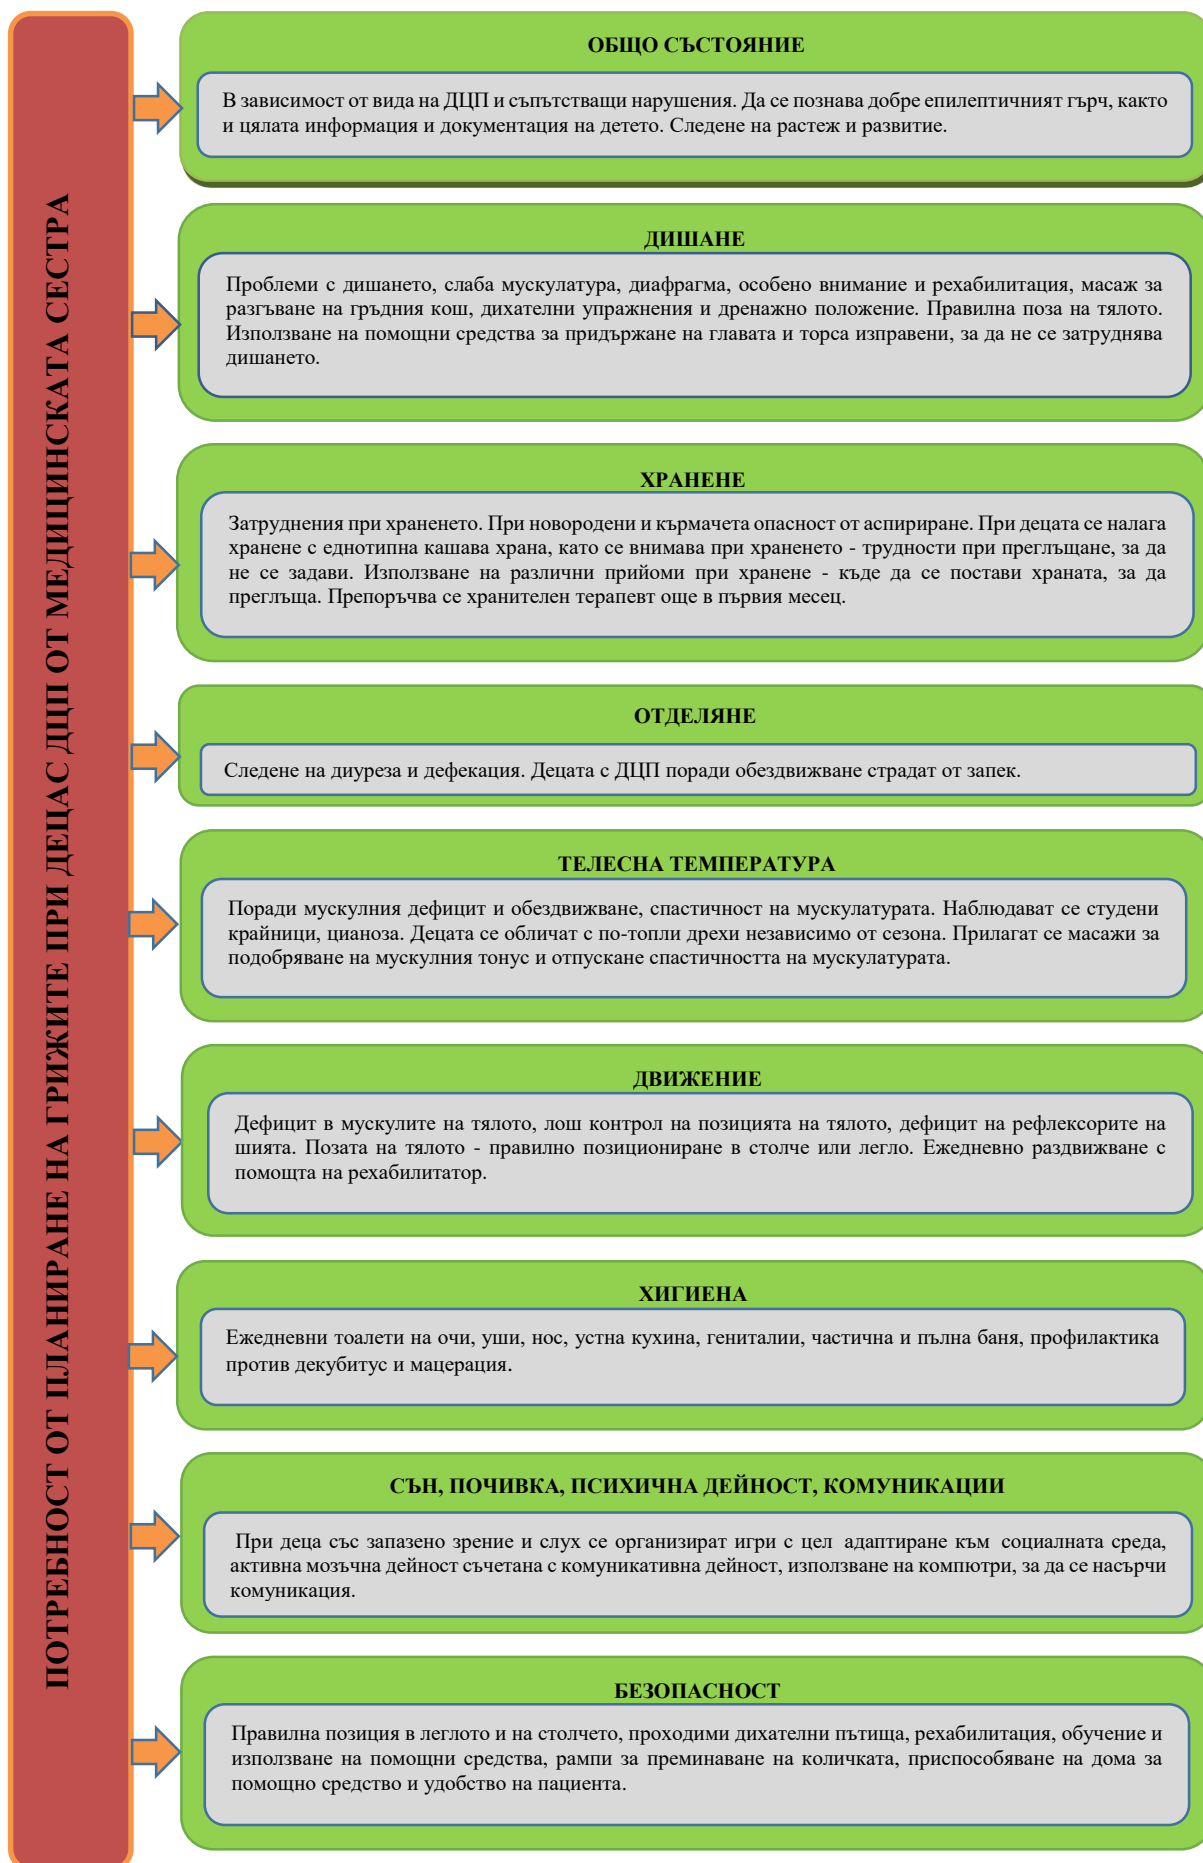 ПОТРЕБНОСТ ОТ ПЛАНИРАНЕ НА ГРИЖИТЕ ПРИ ДЕЦАС ДЦП ОТ МЕДИЦИНСКАТА СЕСТРА
ОБЩО СЪСТОЯНИЕ
В зависимост от вида на ДЦП и съпътстващи нарушения. Да се познава добре епилептичният гърч, както
и цялата информация и документация на детето. Следене на растеж и развитие.
ДИШАНЕ
Проблеми с дишането, слаба мускулатура, диафрагма, особено внимание и рехабилитация, масаж за
разгъване на гръдния кош, дихателни упражнения и дренажно положение. Правилна поза на тялото.
Използване на помощни средства за придържане на главата и торса изправени, за да не се затруднява
дишането.
ХРАНЕНЕ
Затруднения при храненето. При новородени и кърмачета опасност от аспириране. При децата се налага
хранене с еднотипна кашава храна, като се внимава при храненето - трудности при преглъщане, за да
не се задави. Използване на различни прийоми при хранене - къде да се постави храната, за да
преглъща. Препоръчва се хранителен терапевт още в първия месец.
ОТДЕЛЯНЕ
Следене на диуреза и дефекация. Децата с ДЦП поради обездвижване страдат от запек.
ТЕЛЕСНА ТЕМПЕРАТУРА
Поради мускулния дефицит и обездвижване, спастичност на мускулатурата. Наблюдават се студени
крайници, цианоза. Децата се обличат с по-топли дрехи независимо от сезона. Прилагат се масажи за
подобряване на мускулния тонус и отпускане спастичността на мускулатурата.
ДВИЖЕНИЕ
Дефицит в мускулите на тялото, лош контрол на позицията на тялото, дефицит на рефлексорите на
шията. Позата на тялото - правилно позициониране в столче или легло. Ежедневно раздвижване с
помощта на рехабилитатор.
ХИГИЕНА
Ежедневни тоалети на очи, уши, нос, устна кухина, гениталии, частична и пълна баня, профилактика
против декубитус и мацерация.
СЪН, ПОЧИВКА, ПСИХИЧНА ДЕЙНОСТ, КОМУНИКАЦИИ
При деца със запазено зрение и слух се организират игри с цел адаптиране към социалната среда,
активна мозъчна дейност съчетана с комуникативна дейност, използване на компютри, за да се насърчи
комуникация.
БЕЗОПАСНОСТ
Правилна позиция в леглото и на столчето, проходими дихателни пътища, рехабилитация, обучение и
използване на помощни средства, рампи за преминаване на количката, приспособяване на дома за
помощно средство и удобство на пациента.